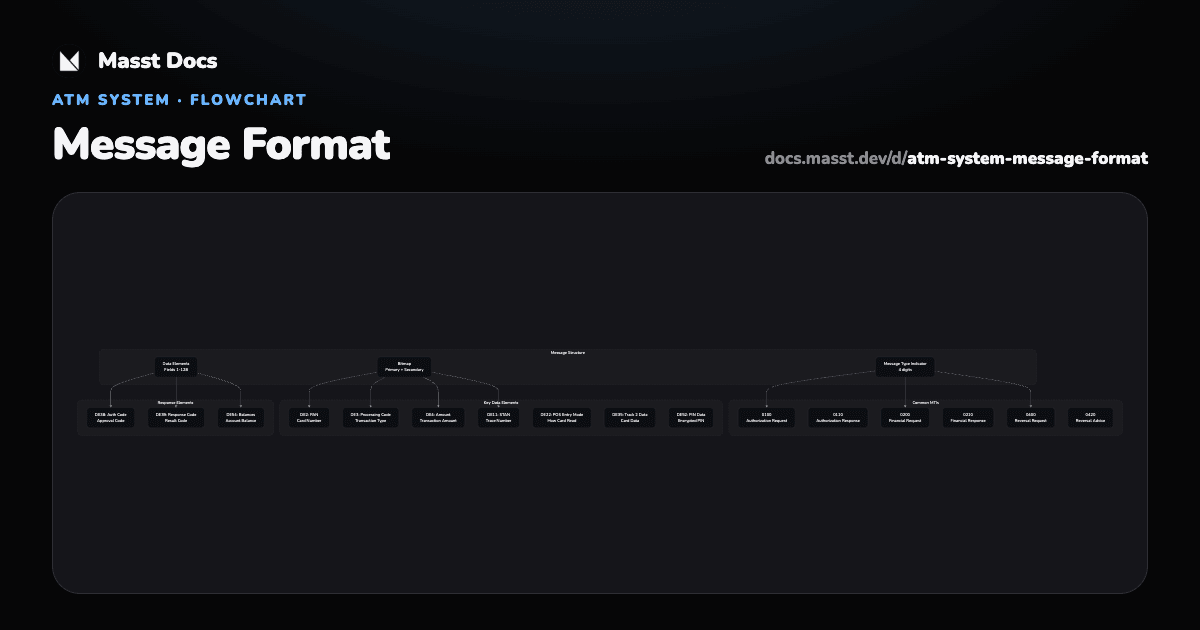 Masst Docs
ATM SYSTEM · FLOWCHART
Message Format
docs.masst.dev/d/atm-system-message-format
Message Structure
Data Elements
Fields 1-128
Bitmap
Primary + Secondary
Message Type Indicator
4 digits
Response Elements
DE38: Auth Code
Approval Code
DE39: Response Code
Result Code
DE54: Balances
Account Balance
Key Data Elements
DE2: PAN
Card Number
DE3: Processing Code
Transaction Type
DE4: Amount
Transaction Amount
DE11: STAN
Trace Number
DE22: POS Entry Mode
How Card Read
DE35: Track 2 Data
Card Data
DE52: PIN Data
Encrypted PIN
Common MTIs
0100
Authorization Request
0110
Authorization Response
0200
Financial Request
0210
Financial Response
0400
Reversal Request
0420
Reversal Advice